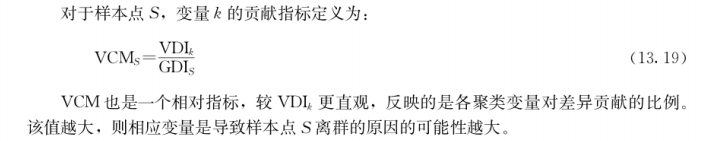 对于样本点 S，变量 k 的贡献指标定义为：
VCM_S = VDI_k / GDI_S （13.19）
VCM 也是一个相对指标，较 VDI_k 更直观，反映的是各聚类变量对差异贡献的比例。
该值越大，则相应变量是导致样本点 S 离群的原因的可能性越大。